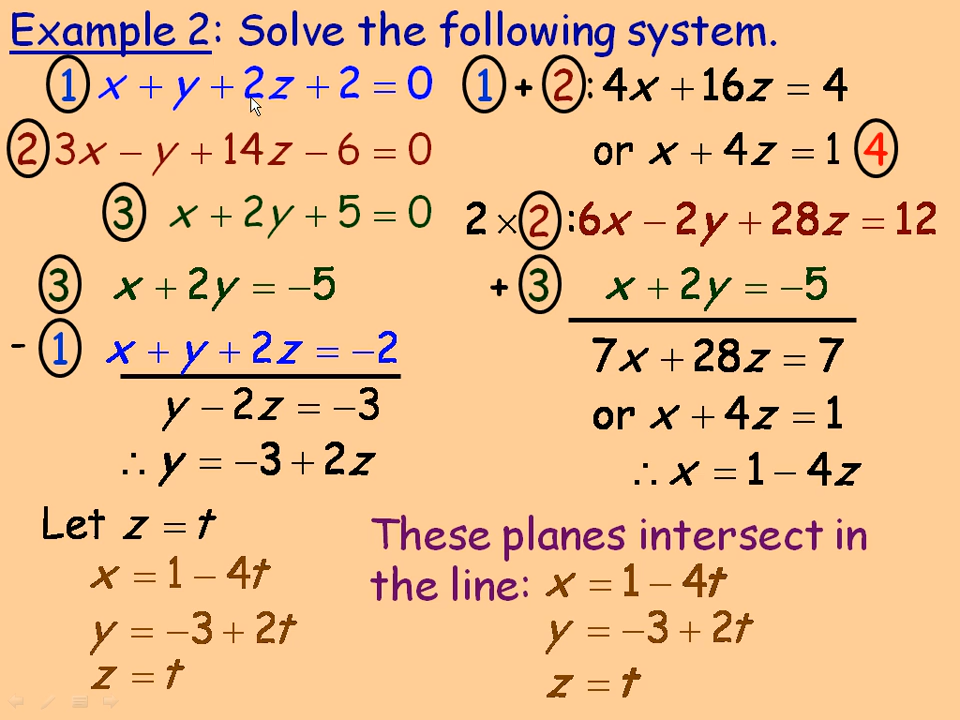 Example 2: Solve the following system.
1 x + y + 2z + 2 = 0
2 3x − y + 14z − 6 = 0
3 x + 2y + 5 = 0
3 x + 2y = −5
- 1 x + y + 2z = −2
y − 2z = −3
∴ y = −3 + 2z
1 + 2 : 4x + 16z = 4
or x + 4z = 1 4
2 × 2 : 6x − 2y + 28z = 12
+ 3 x + 2y = −5
7x + 28z = 7
or x + 4z = 1
∴ x = 1 − 4z
Let z = t
x = 1 − 4t
y = −3 + 2t
z = t
These planes intersect in
the line: x = 1 − 4t
y = −3 + 2t
z = t